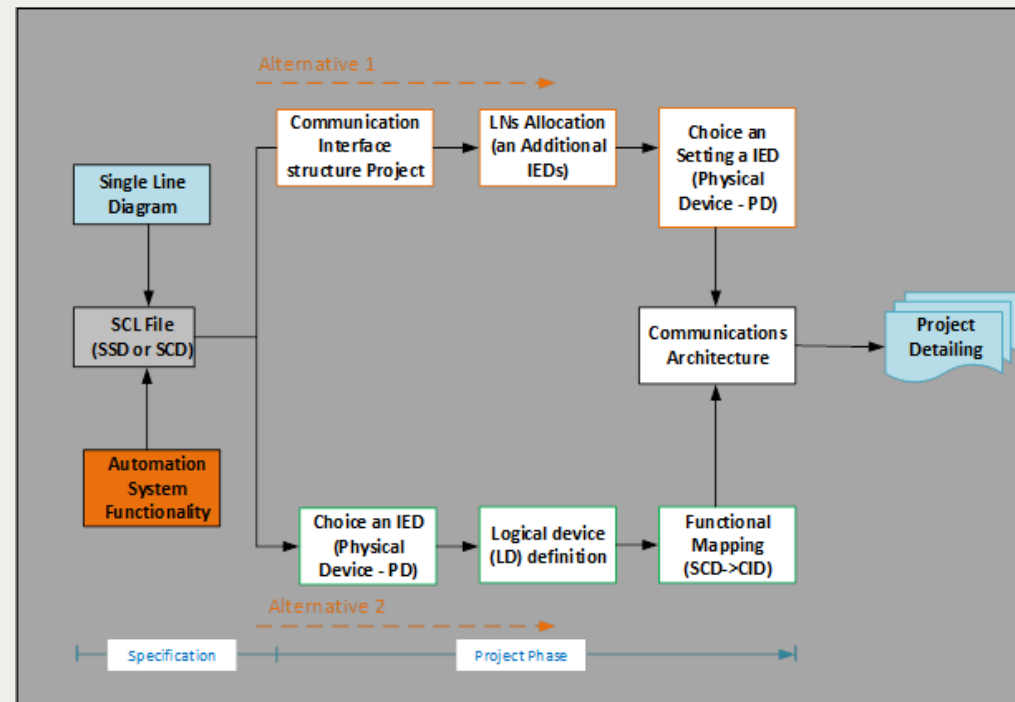 Alternative 1
Communication
Interface
structure Project
LNs Allocation
(an Additional
IEDs)
Choice an
Setting a IED
(Physical
Device - PD)
Single Line
Diagram
SCL File
(SSD or SCD)
Communications
Architecture
Project
Detailing
Automation
System
Functionality
Choice an IED
(Physical
Device - PD)
Logical device
(LD) definition
Functional
Mapping
(SCD->CID)
Alternative 2
Specification
Project Phase